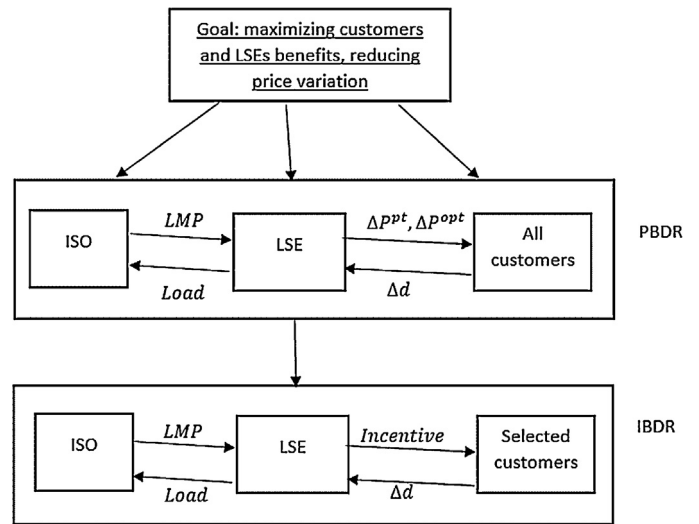 Goal: maximizing customers
and LSEs benefits, reducing
price variation
ISO
LMP
Load
LSE
ΔP^{pt}, ΔP^{opt}
Δd
All
customers
PBDR
ISO
LMP
Load
LSE
Incentive
Δd
Selected
customers
IBDR